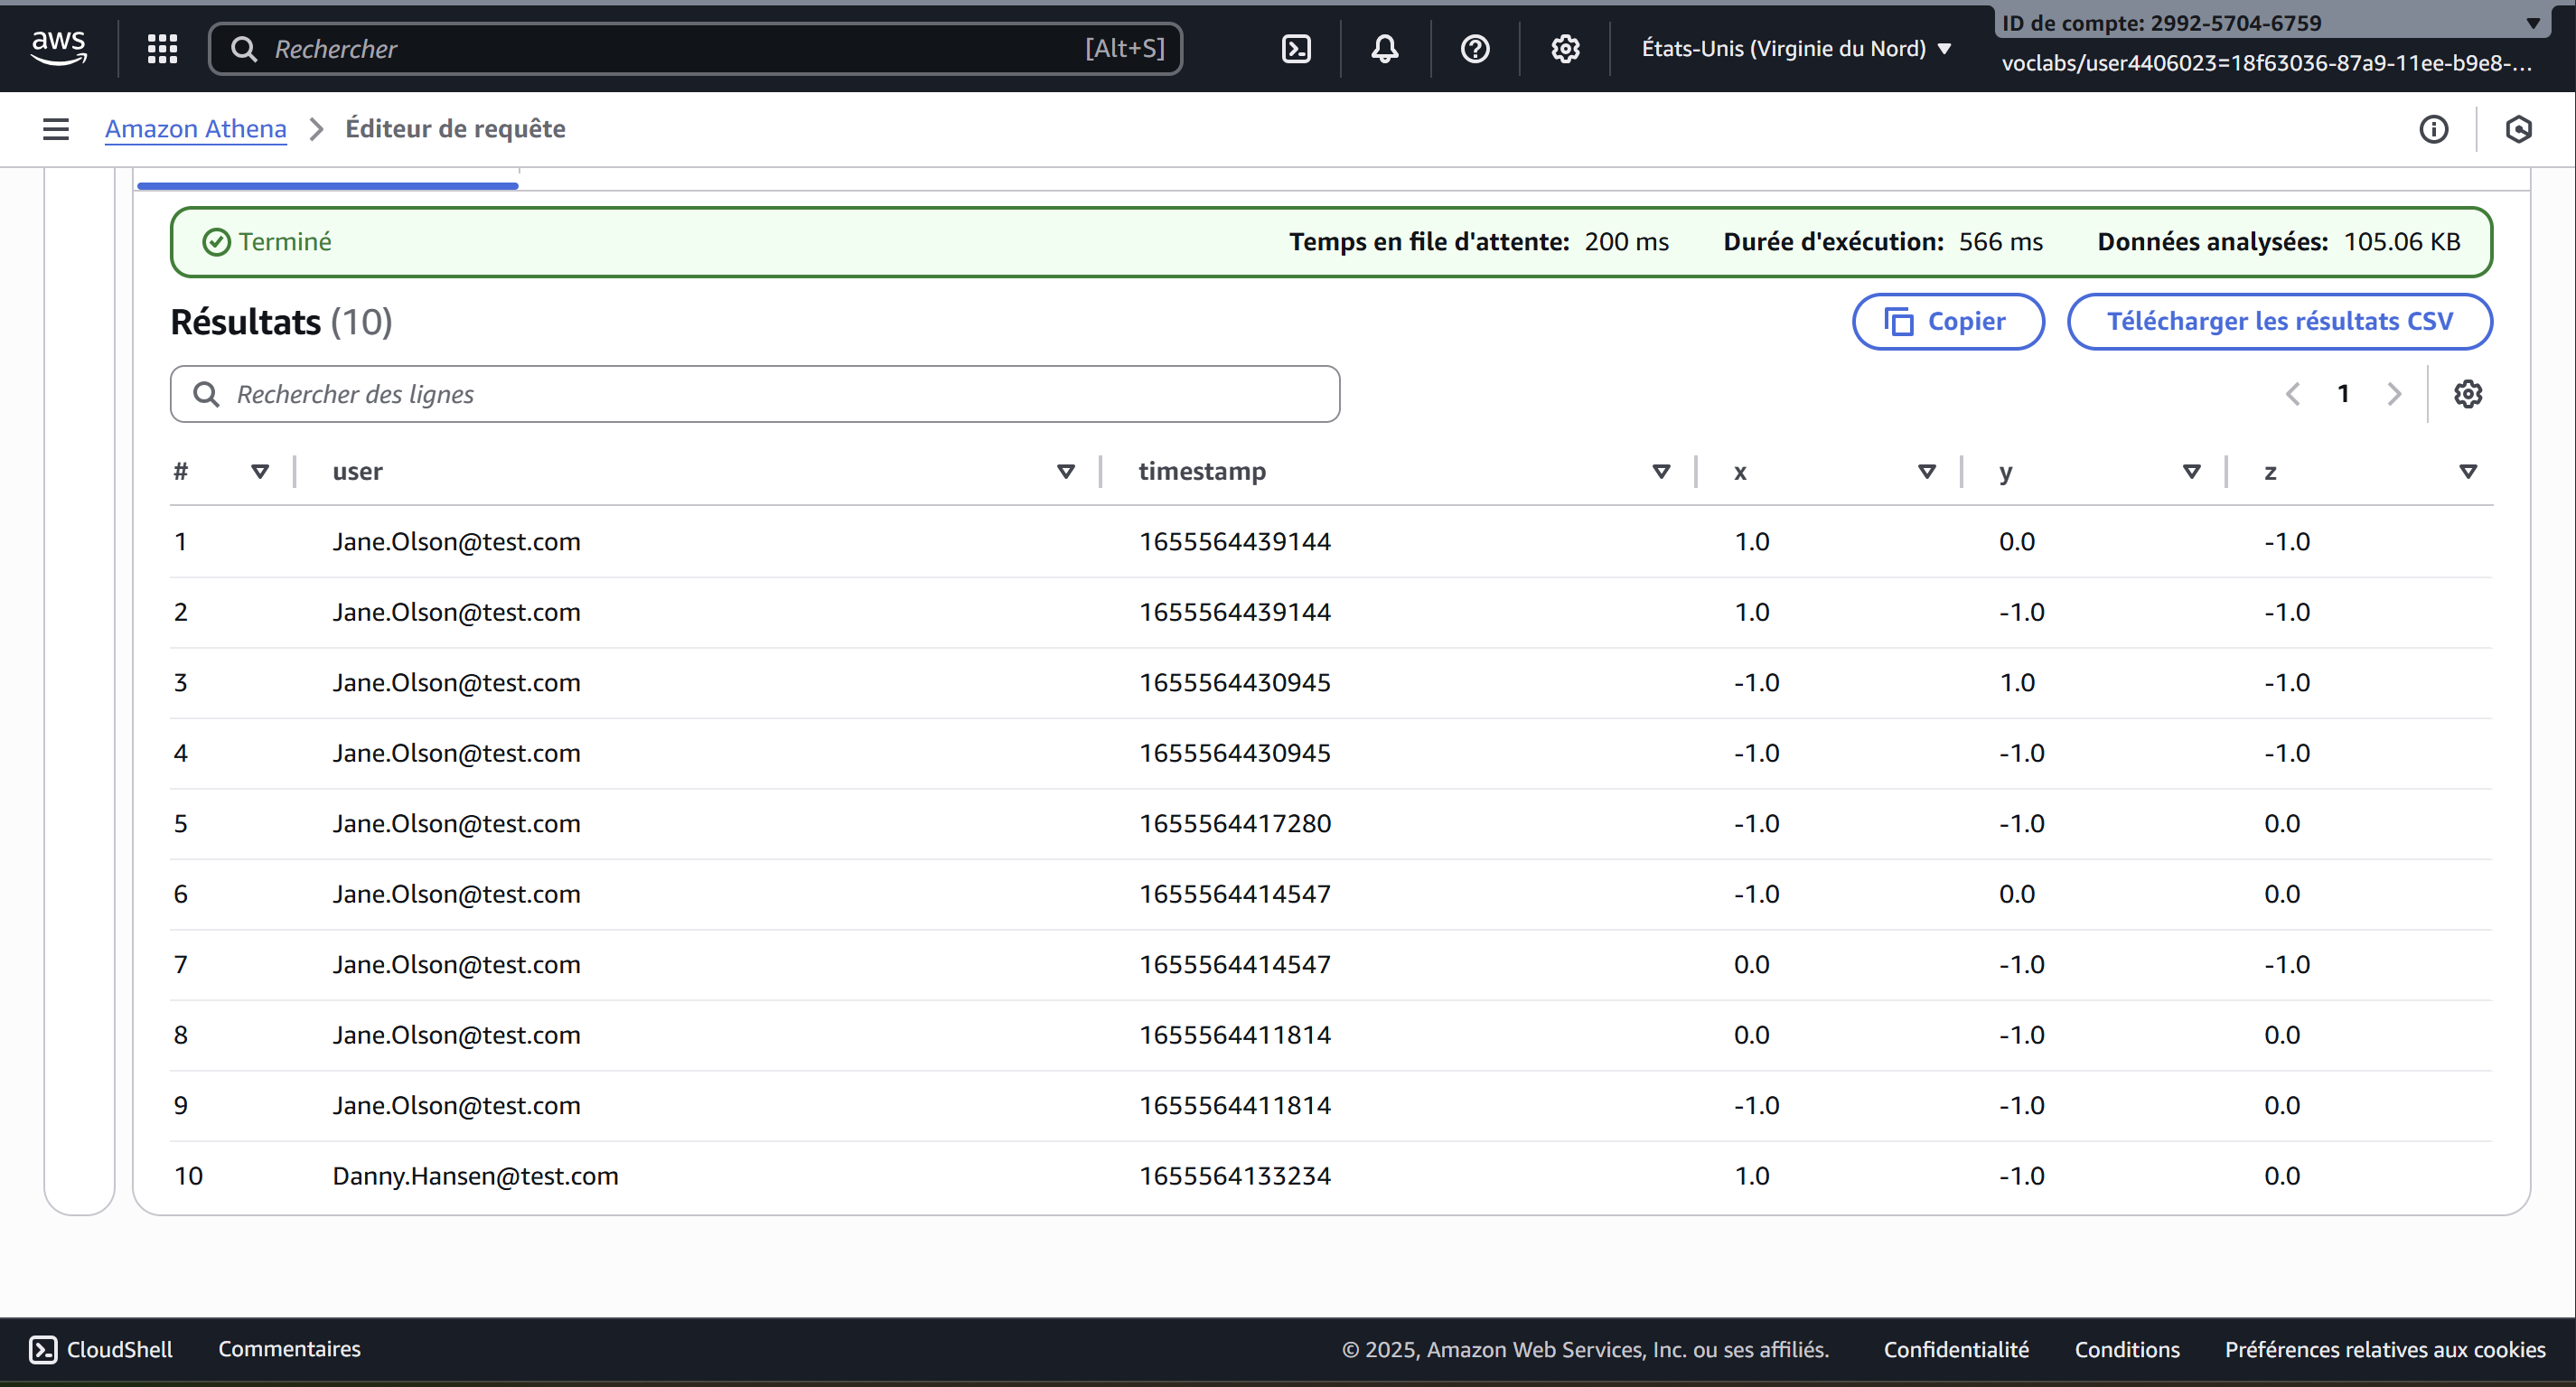 aws Rechercher [Alt+S] États-Unis (Virginie du Nord) ID de compte: 2992-5704-6759
voclabs/user4406023=18f63036-87a9-11ee-b9e8-...
Amazon Athena Éditeur de requête
Terminé Temps en file d'attente: 200 ms Durée d'exécution: 566 ms Données analysées: 105.06 KB
Résultats (10) Copier Télécharger les résultats CSV
Rechercher des lignes 1
# user timestamp x y z
1 Jane.Olson@test.com 1655564439144 1.0 0.0 -1.0
2 Jane.Olson@test.com 1655564439144 1.0 -1.0 -1.0
3 Jane.Olson@test.com 1655564430945 -1.0 1.0 -1.0
4 Jane.Olson@test.com 1655564430945 -1.0 -1.0 -1.0
5 Jane.Olson@test.com 1655564417280 -1.0 -1.0 0.0
6 Jane.Olson@test.com 1655564414547 -1.0 0.0 0.0
7 Jane.Olson@test.com 1655564414547 0.0 -1.0 -1.0
8 Jane.Olson@test.com 1655564411814 0.0 -1.0 0.0
9 Jane.Olson@test.com 1655564411814 -1.0 -1.0 0.0
10 Danny.Hansen@test.com 1655564133234 1.0 -1.0 0.0
CloudShell Commentaires © 2025, Amazon Web Services, Inc. ou ses affiliés. Confidentialité Conditions Préférences relatives aux cookies